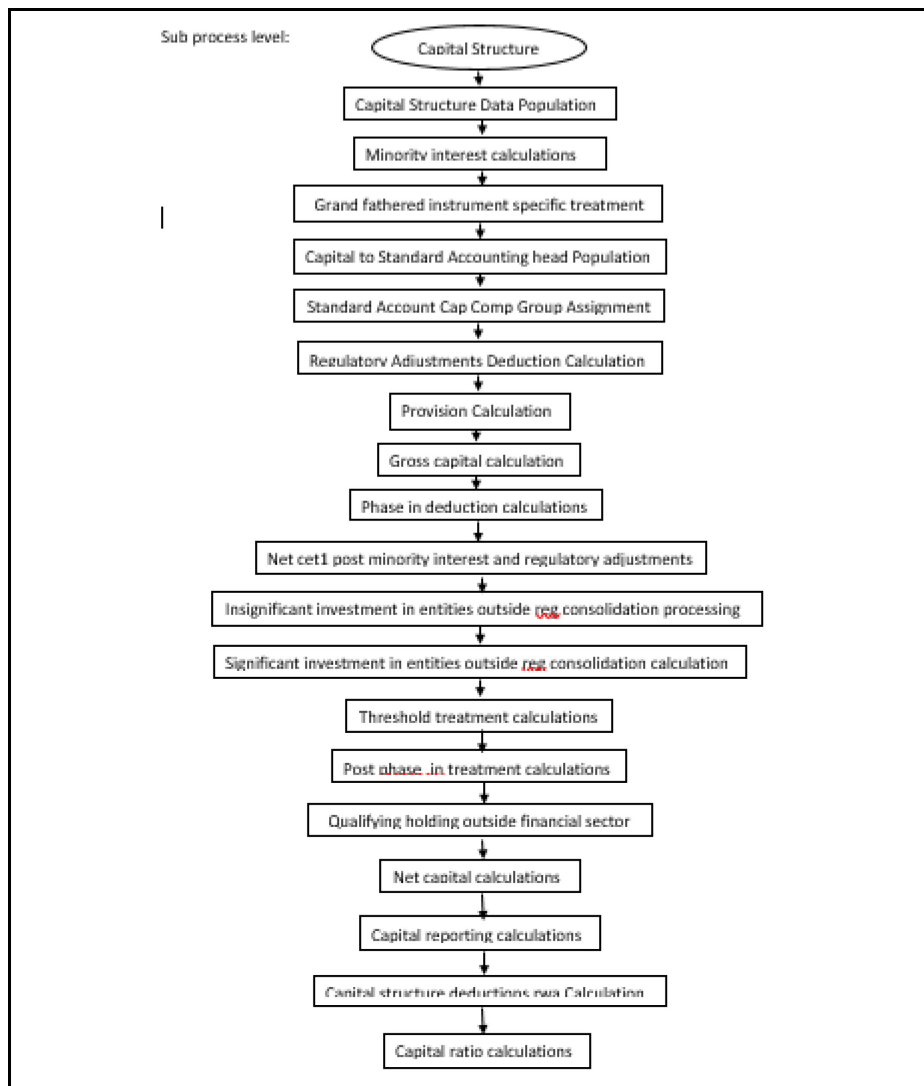 Sub process level:
Capital Structure
Capital Structure Data Population
Minority interest calculations
Grand fathered instrument specific treatment
Capital to Standard Accounting head Population
Standard Account Cap Comp Group Assignment
Regulatory Adjustments Deduction Calculation
Provision Calculation
Gross capital calculation
Phase in deduction calculations
Net cet1 post minority interest and regulatory adjustments
Insignificant investment in entities outside reg consolidation processing
Significant investment in entities outside reg consolidation calculation
Threshold treatment calculations
Post phase in treatment calculations
Qualifying holding outside financial sector
Net capital calculations
Capital reporting calculations
Capital structure deductions rwa Calculation
Capital ratio calculations